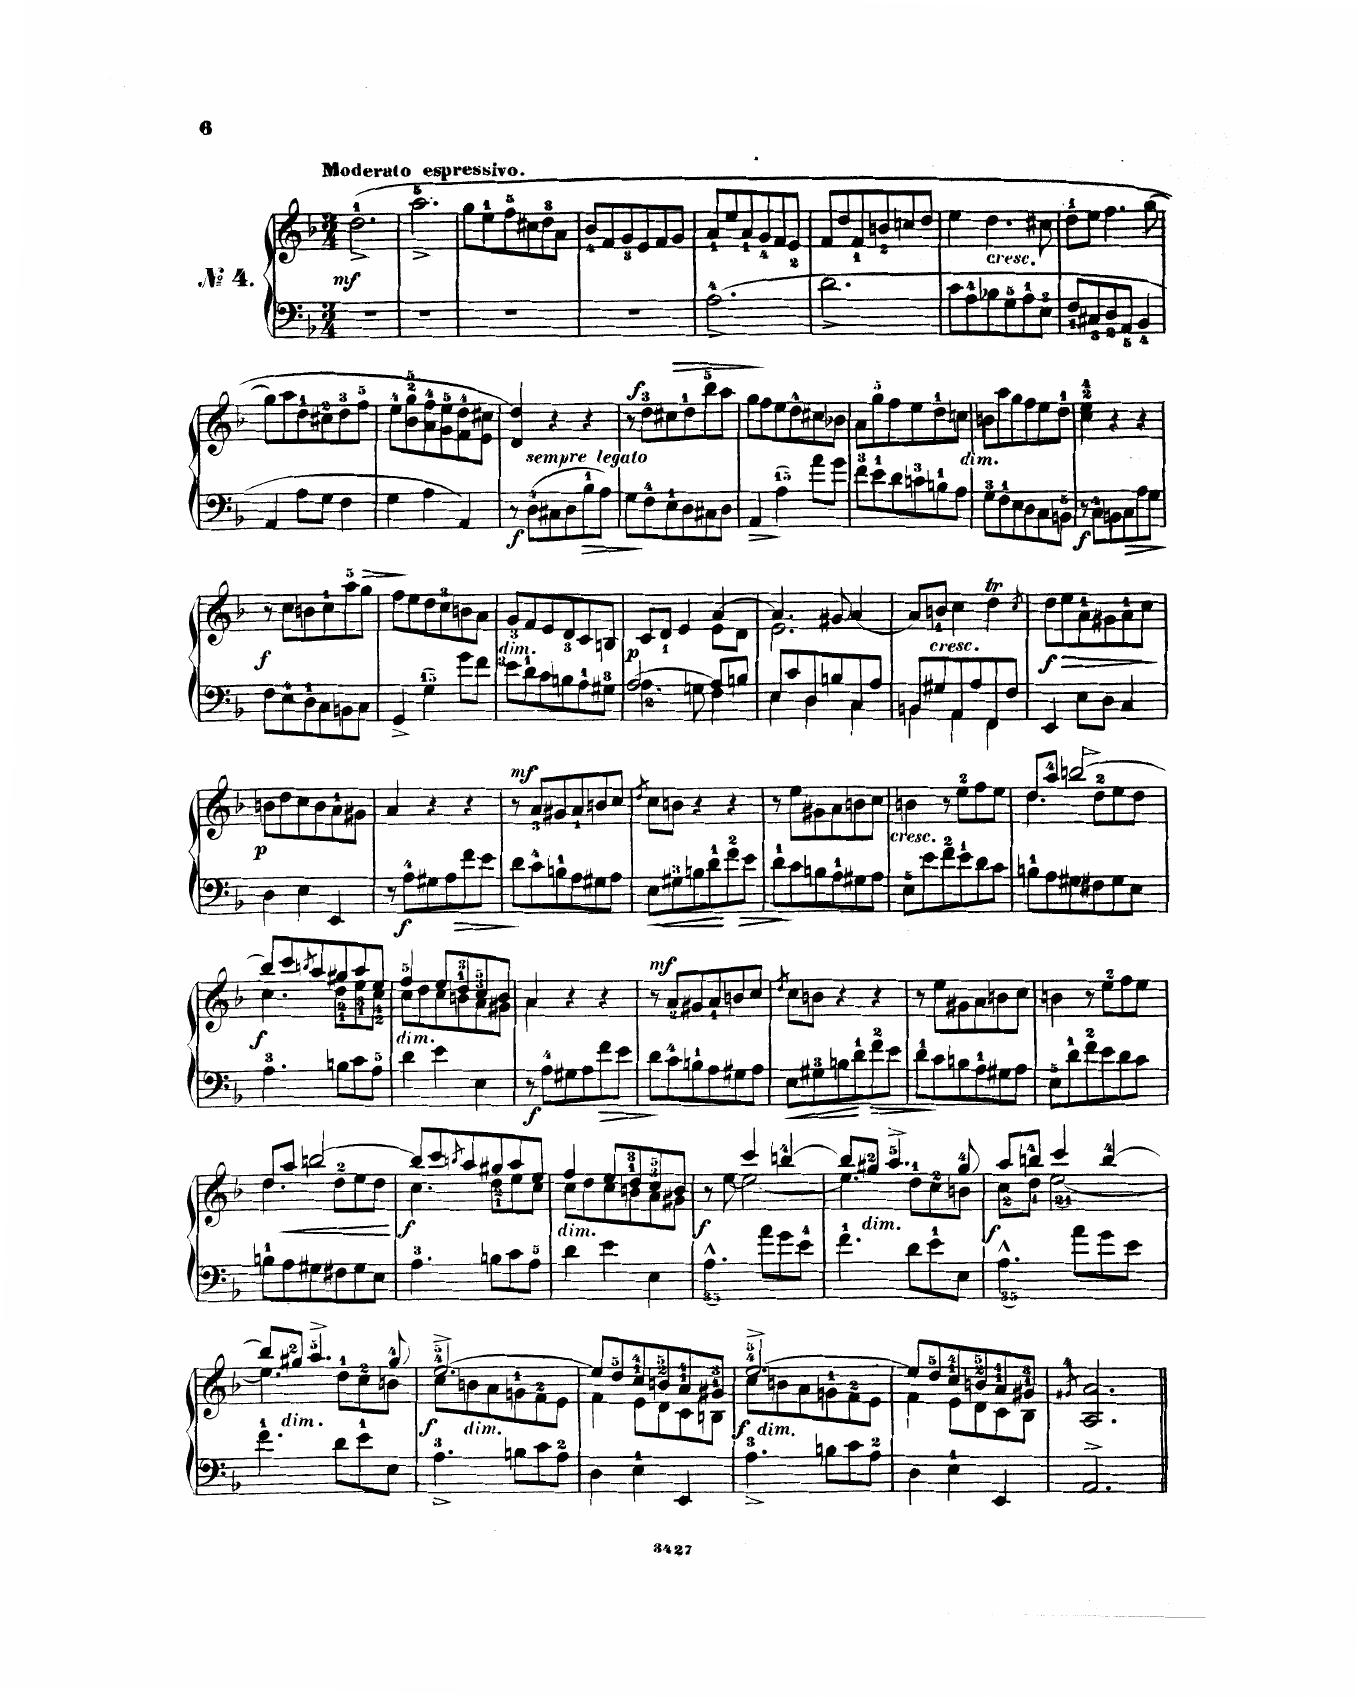 6
Moderato espressivo.
№ 4.
mf
cresc.
f
sempre legato
dim.
f
f
tr
f
dim.
p
cresc.
f
mf
p
cresc.
f
mf
f
dim.
f
f
dim.
f
dim.
f
dim.
f
dim.
f
dim.
3427